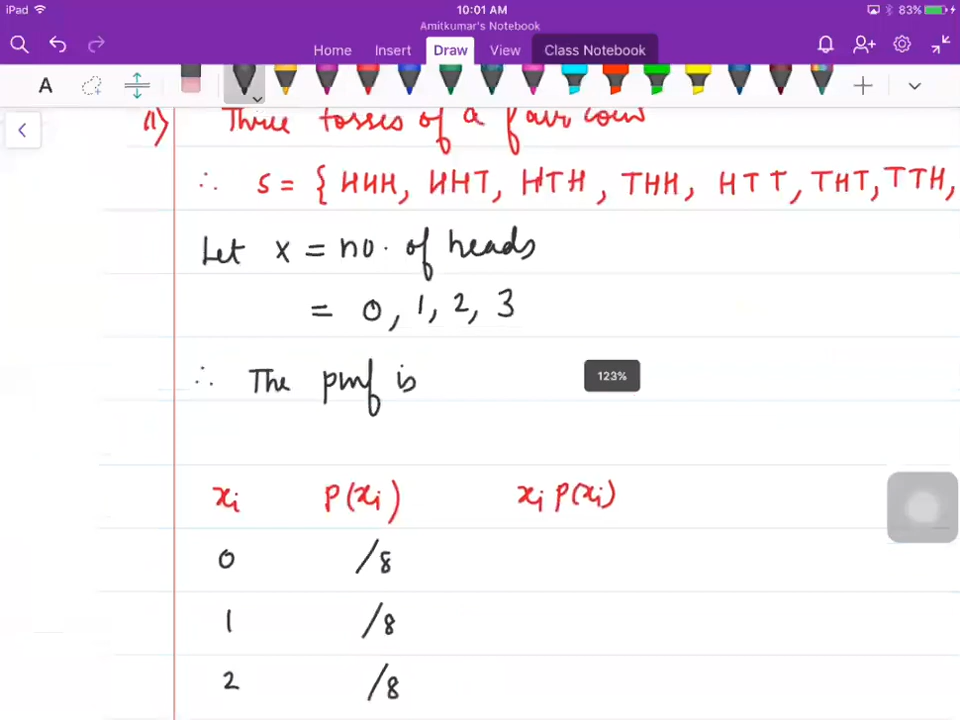 iPad 10:01 AM 83%
Amitkumar's Notebook
Home Insert Draw View Class Notebook
A
11) Three tosses of a fair coin
∴ S = { HHH, HHT, HTH, THH, HTT, THT, TTH,
Let x = no. of heads
= 0, 1, 2, 3
∴ The pmf is
123%
xi P(xi) xi P(xi)
0 /8
1 /8
2 /8